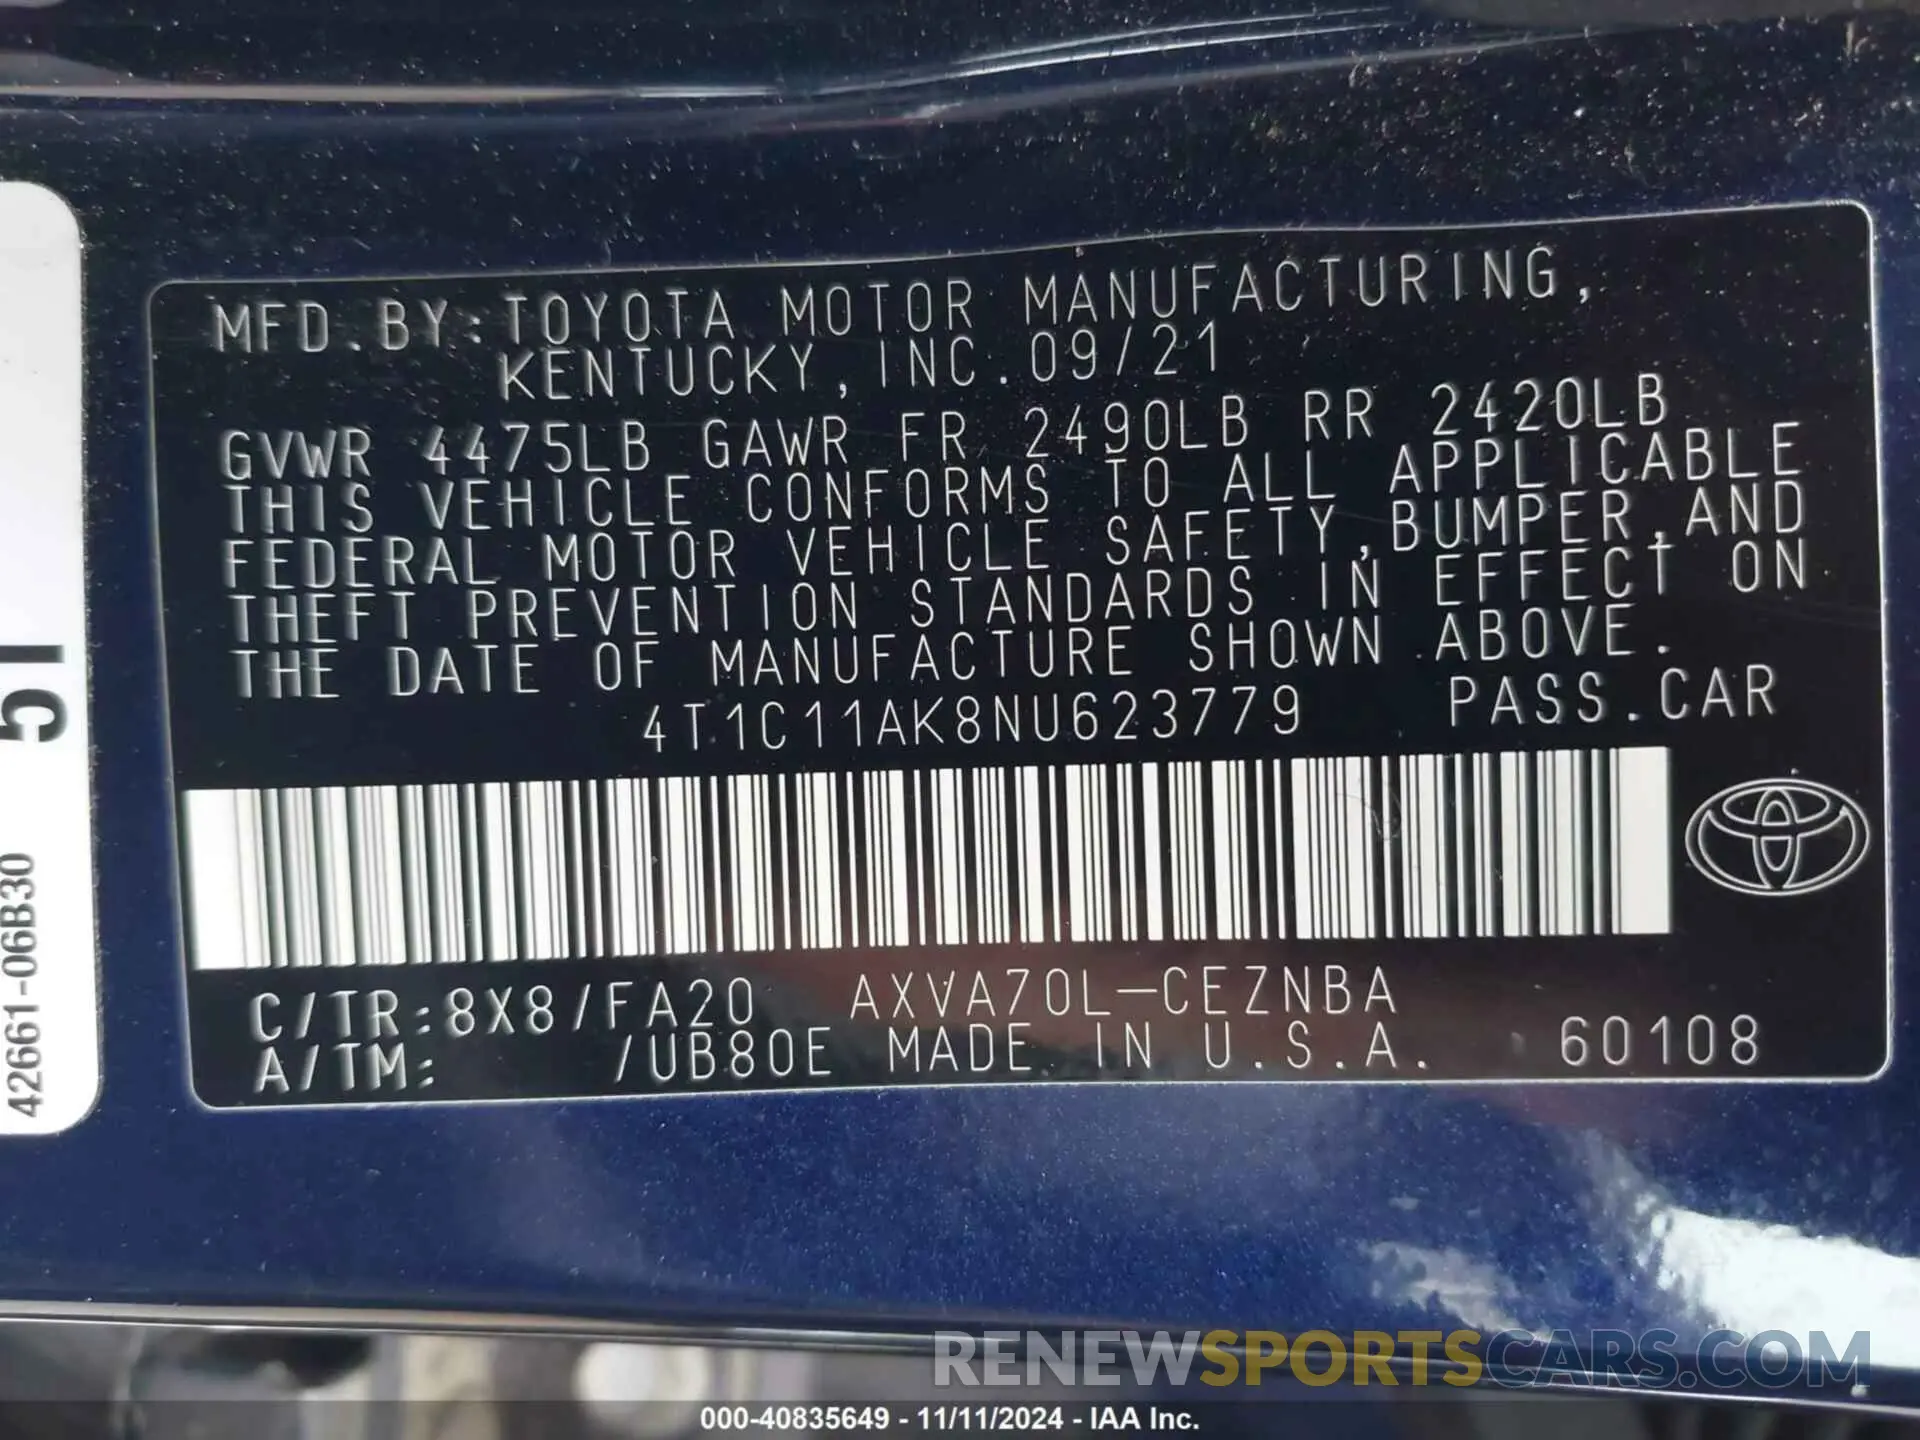 MFD.BY:TOYOTA MOTOR MANUFACTURING,
KENTUCKY, INC. 09/21
GVWR 4475LB GAWR FR 2490LB RR 2420LB
THIS VEHICLE CONFORMS TO ALL APPLICABLE
FEDERAL MOTOR VEHICLE SAFETY,BUMPER,AND
THEFT PREVENTION STANDARDS IN EFFECT ON
THE DATE OF MANUFACTURE SHOWN ABOVE.
4T1C11AK8NU623779 PASS.CAR
C/TR:8X8/FA20 AXVA70L-CEZNBA
A/TM: /UB80E MADE IN U.S.A. 60108
42661-06B30
RENEWSPORTSCARS.COM
000-40835649 - 11/11/2024 - IAA Inc.